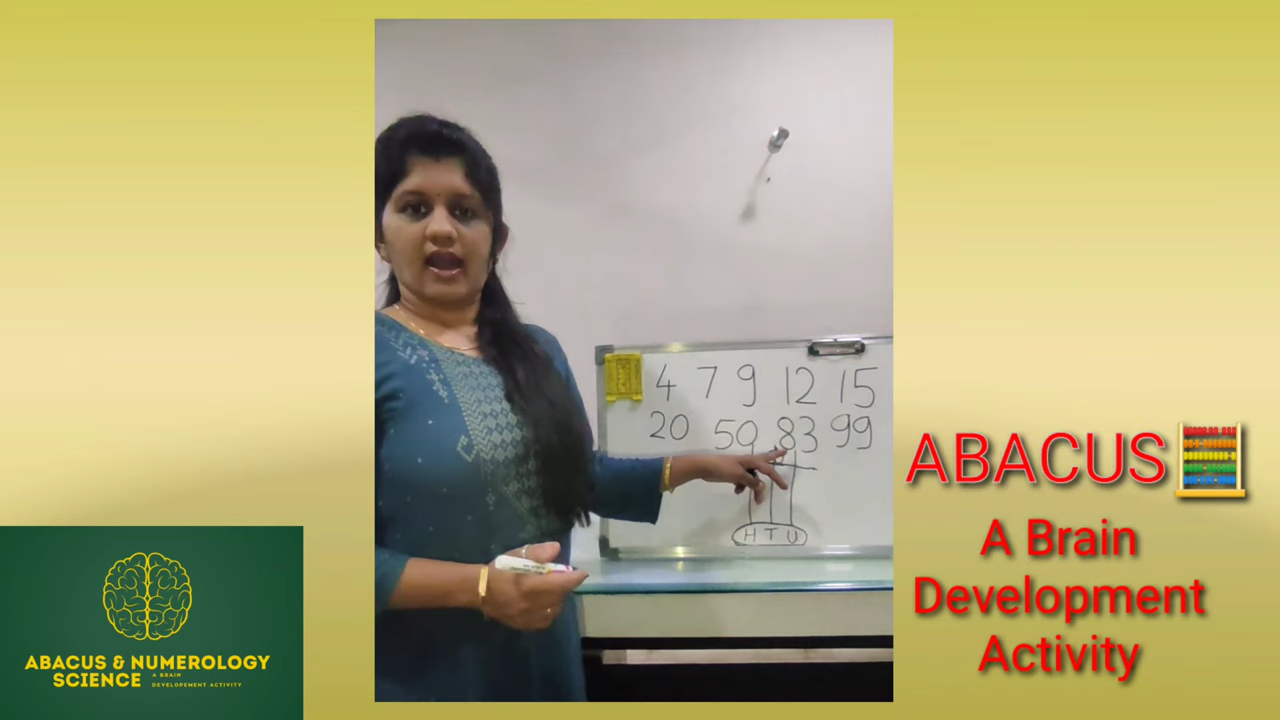 4 7 9 12 15
20 50 83 99
H T U
ABACUS
A Brain
Development
Activity
ABACUS & NUMEROLOGY
SCIENCE
A BRAIN
DEVELOPEMENT ACTIVITY